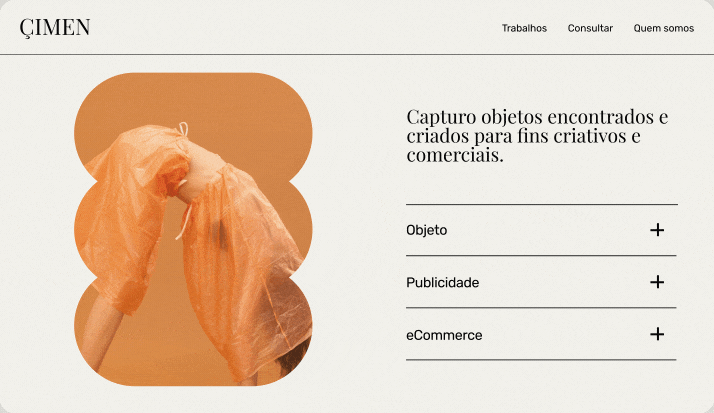 ÇIMEN
Trabalhos Consultar Quem somos
Capturo objetos encontrados e
criados para fins criativos e
comerciais.
Objeto
Publicidade
eCommerce